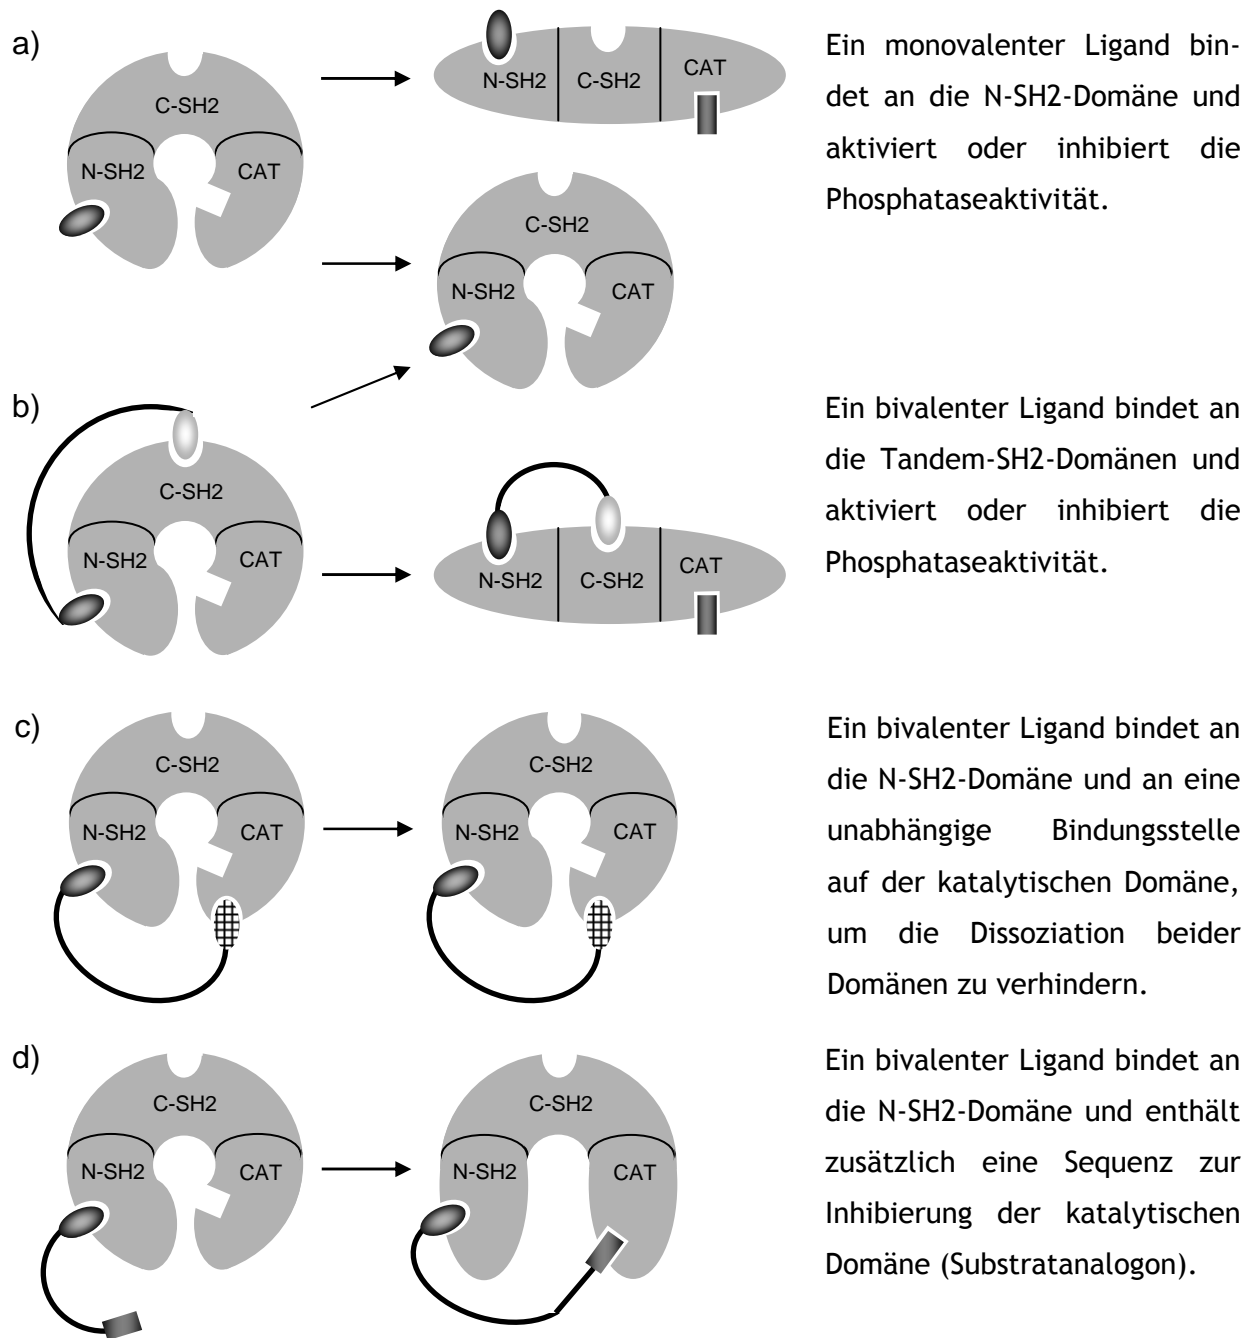 a)
C-SH2
N-SH2
CAT
N-SH2
C-SH2
CAT
C-SH2
N-SH2
CAT
Ein monovalenter Ligand bin-
det an die N-SH2-Domäne und
aktiviert oder inhibiert die
Phosphataseaktivität.
b)
C-SH2
N-SH2
CAT
N-SH2
C-SH2
CAT
Ein bivalenter Ligand bindet an
die Tandem-SH2-Domänen und
aktiviert oder inhibiert die
Phosphataseaktivität.
c)
C-SH2
N-SH2
CAT
C-SH2
N-SH2
CAT
Ein bivalenter Ligand bindet an
die N-SH2-Domäne und an eine
unabhängige Bindungsstelle
auf der katalytischen Domäne,
um die Dissoziation beider
Domänen zu verhindern.
d)
C-SH2
N-SH2
CAT
C-SH2
N-SH2
CAT
Ein bivalenter Ligand bindet an
die N-SH2-Domäne und enthält
zusätzlich eine Sequenz zur
Inhibierung der katalytischen
Domäne (Substratanalogon).